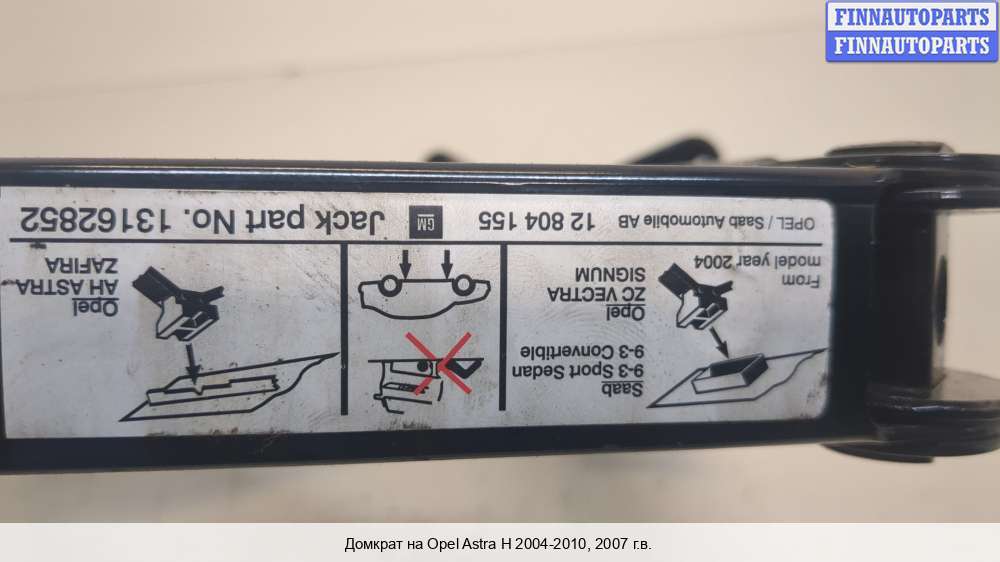 FINNAUTOPARTS
FINNAUTOPARTS
OPEL / Saab Automobile AB 12 804 155 GM Jack part No. 13162852
From
model year 2004
Opel
ZC VECTRA
SIGNUM
Saab
9-3 Sport Sedan
9-3 Convertible
Opel
AH ASTRA
ZAFIRA
Домкрат на Opel Astra H 2004-2010, 2007 г.в.